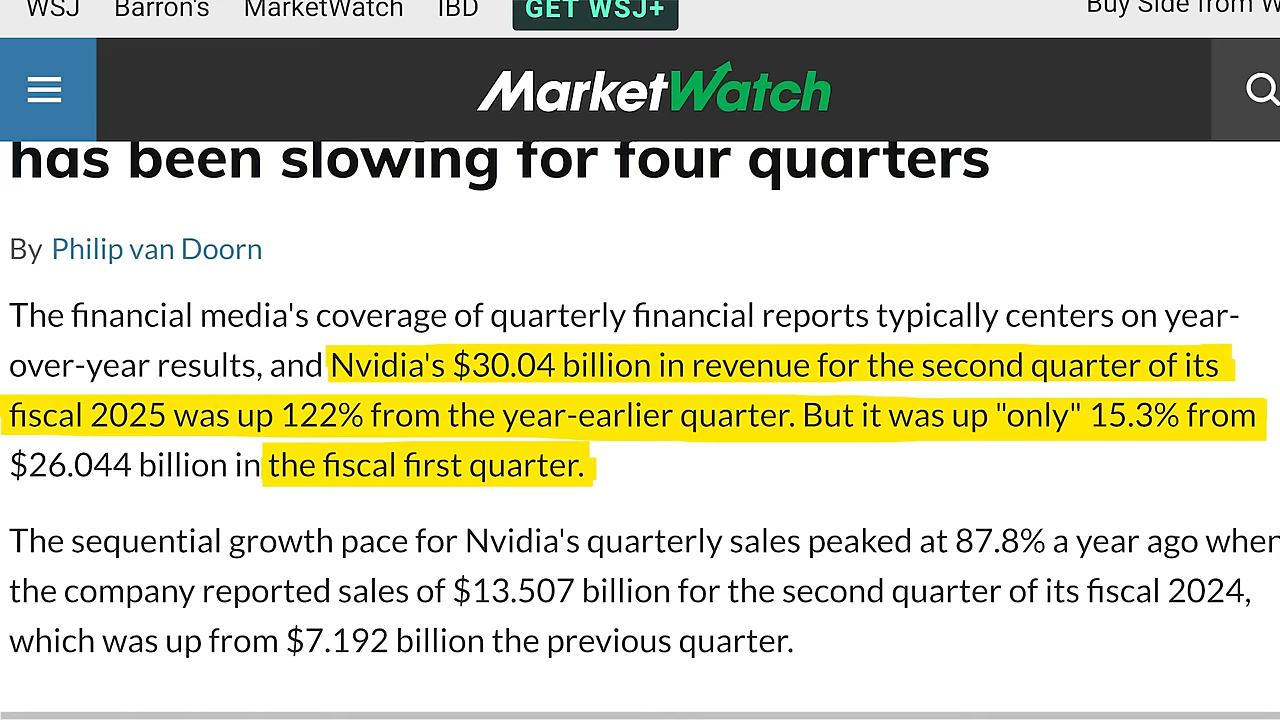 WSJ Barron's MarketWatch IBD GET WSJ+ Buy Side from W
MarketWatch
has been slowing for four quarters
By Philip van Doorn
The financial media's coverage of quarterly financial reports typically centers on year-
over-year results, and Nvidia's $30.04 billion in revenue for the second quarter of its
fiscal 2025 was up 122% from the year-earlier quarter. But it was up "only" 15.3% from
$26.044 billion in the fiscal first quarter.
The sequential growth pace for Nvidia's quarterly sales peaked at 87.8% a year ago when
the company reported sales of $13.507 billion for the second quarter of its fiscal 2024,
which was up from $7.192 billion the previous quarter.